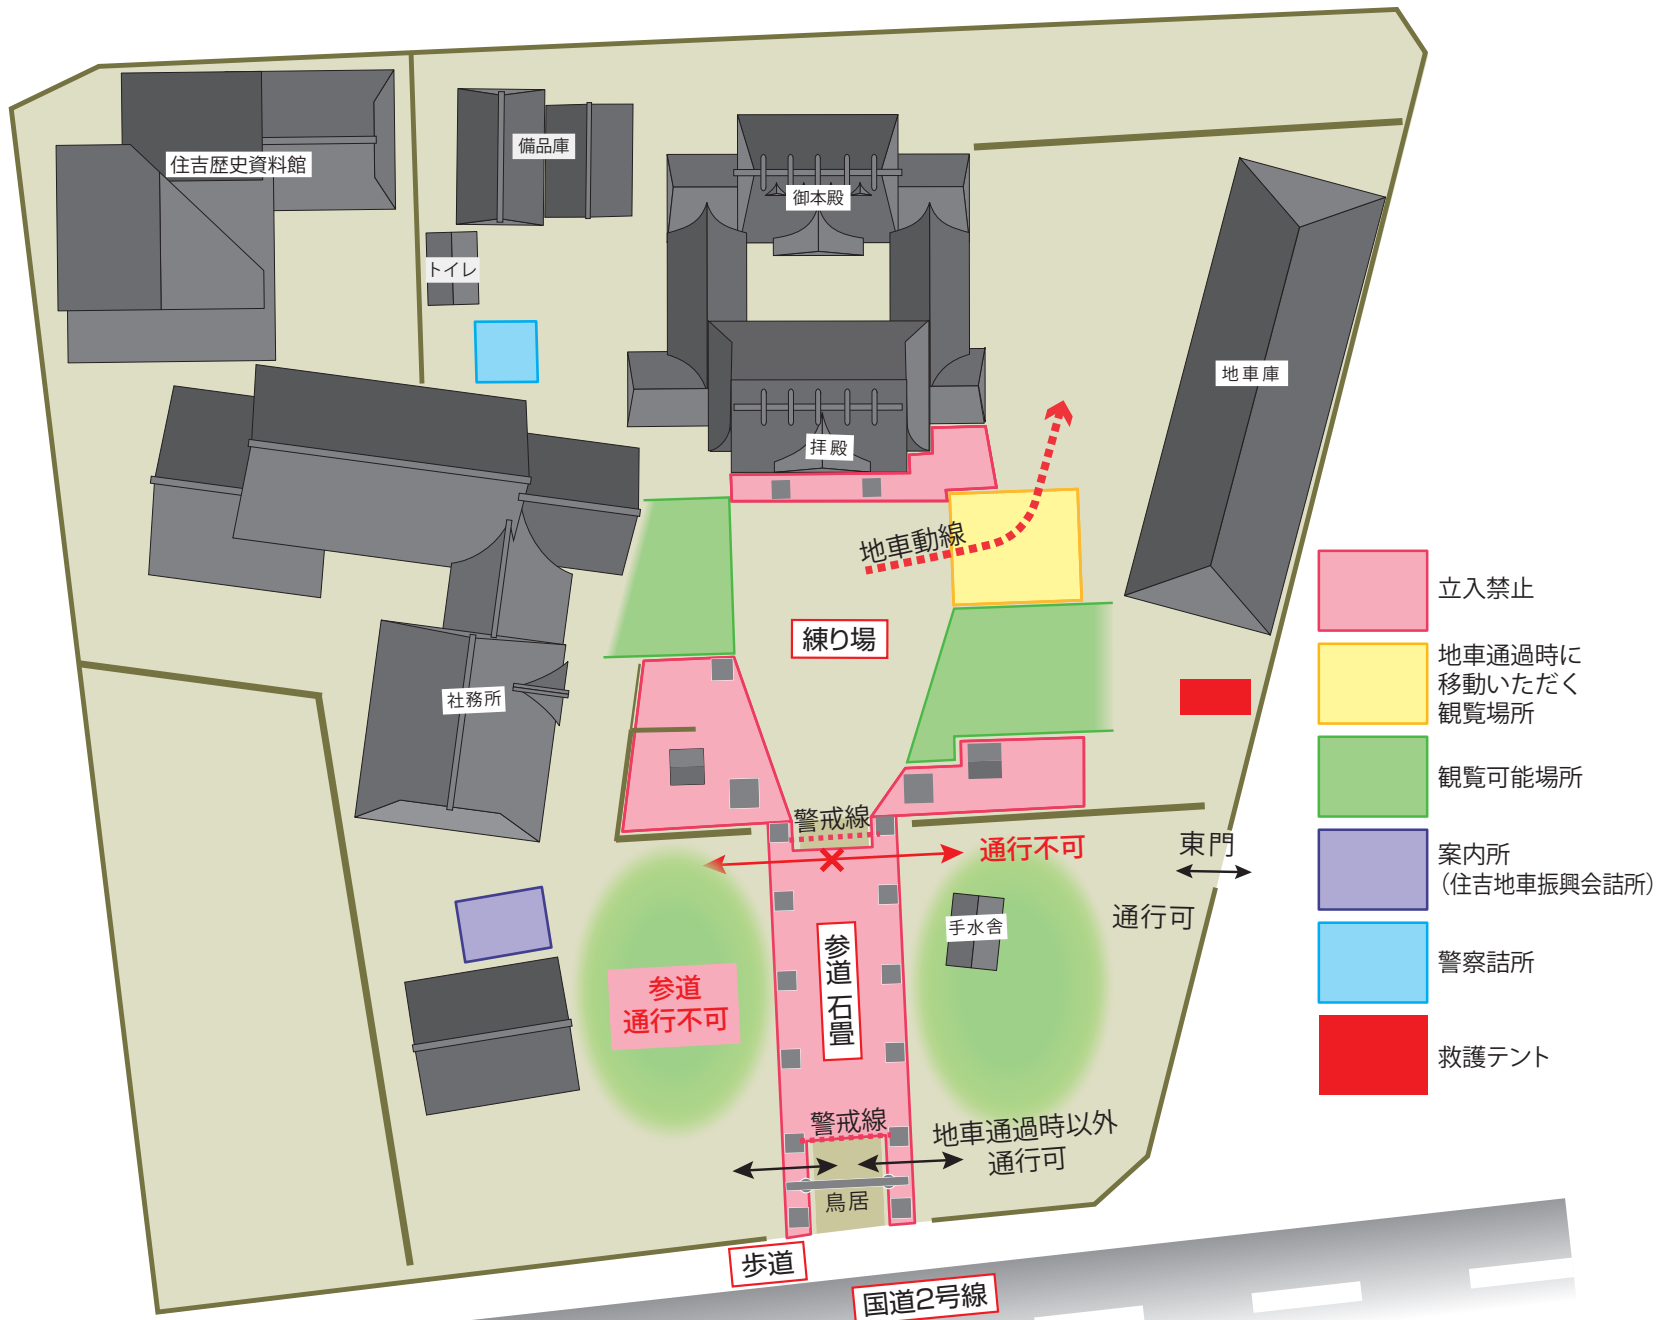 住吉歴史資料館
備品庫
御本殿
トイレ
地車庫
拝殿
地車動線
練り場
社務所
警戒線
通行不可
東門
手水舎
通行可
参道
通行不可
参道 石畳
警戒線
地車通過時以外
通行可
鳥居
歩道
国道2号線
立入禁止
地車通過時に
移動いただく
観覧場所
観覧可能場所
案内所
（住吉地車振興会詰所）
警察詰所
救護テント